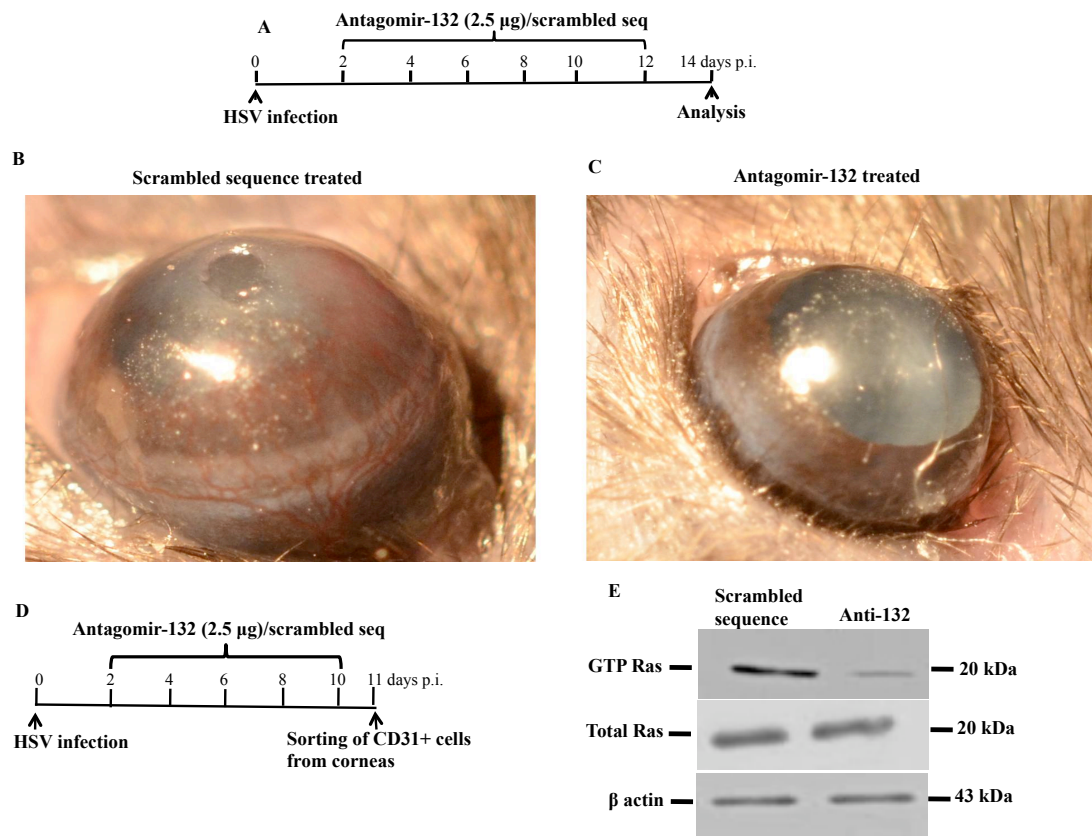 A
Antagomir-132 (2.5 µg)/scrambled seq
0 2 4 6 8 10 12 14 days p.i.
HSV infection
Analysis
B
Scrambled sequence treated
C
Antagomir-132 treated
D
Antagomir-132 (2.5 µg)/scrambled seq
0 2 4 6 8 10 11 days p.i.
HSV infection
Sorting of CD31+ cells
from corneas
E
Scrambled
sequence
Anti-132
GTP Ras
20 kDa
Total Ras
20 kDa
β actin
43 kDa